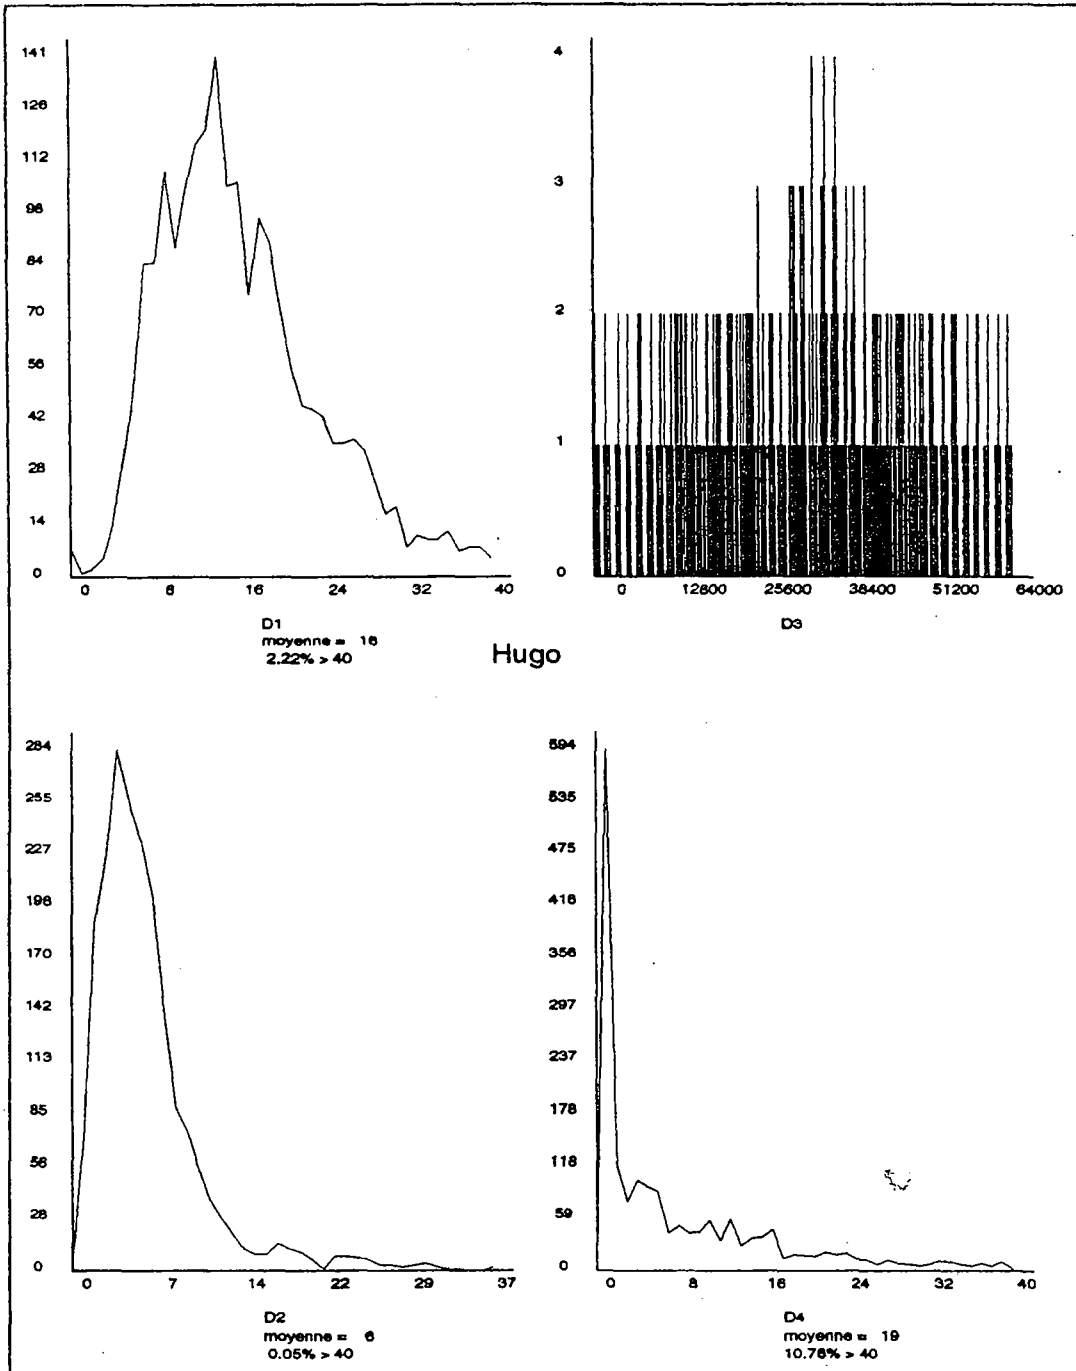 141
126
112
98
84
70
56
42
28
14
0
0 8 16 24 32 40
D1
moyenne = 16
2.22% > 40
4
3
2
1
0
0 12800 25600 38400 51200 64000
D3
Hugo
284
255
227
198
170
142
113
85
56
28
0
0 7 14 22 29 37
D2
moyenne = 6
0.05% > 40
594
535
475
416
356
297
237
178
118
59
0
0 8 16 24 32 40
D4
moyenne = 19
10.76% > 40